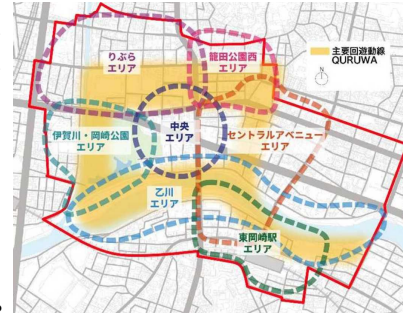 りぶら
エリア
籠田公園西
エリア
主要回遊動線
QURUWA
N
伊賀川・岡崎公園
エリア
中央
エリア
セントラルアベニュー
エリア
乙川
エリア
東岡崎駅
エリア